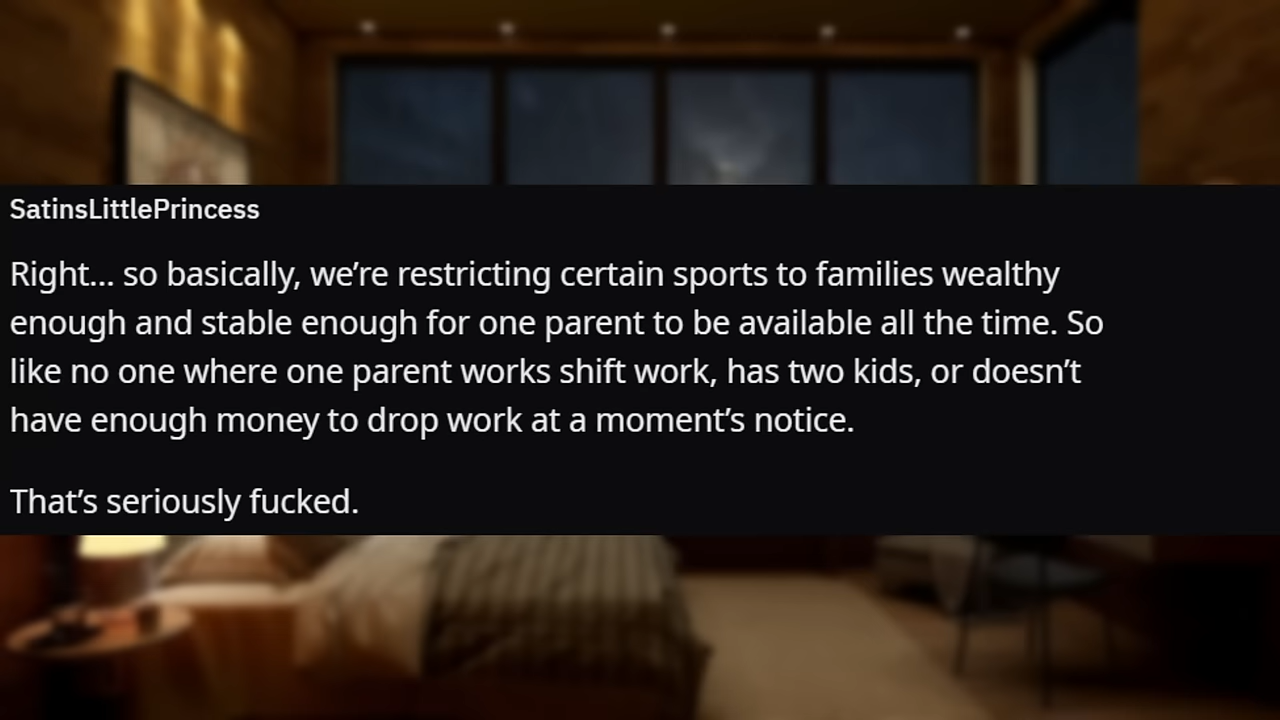 SatinsLittlePrincess
Right... so basically, we’re restricting certain sports to families wealthy
enough and stable enough for one parent to be available all the time. So
like no one where one parent works shift work, has two kids, or doesn’t
have enough money to drop work at a moment’s notice.
That’s seriously fucked.